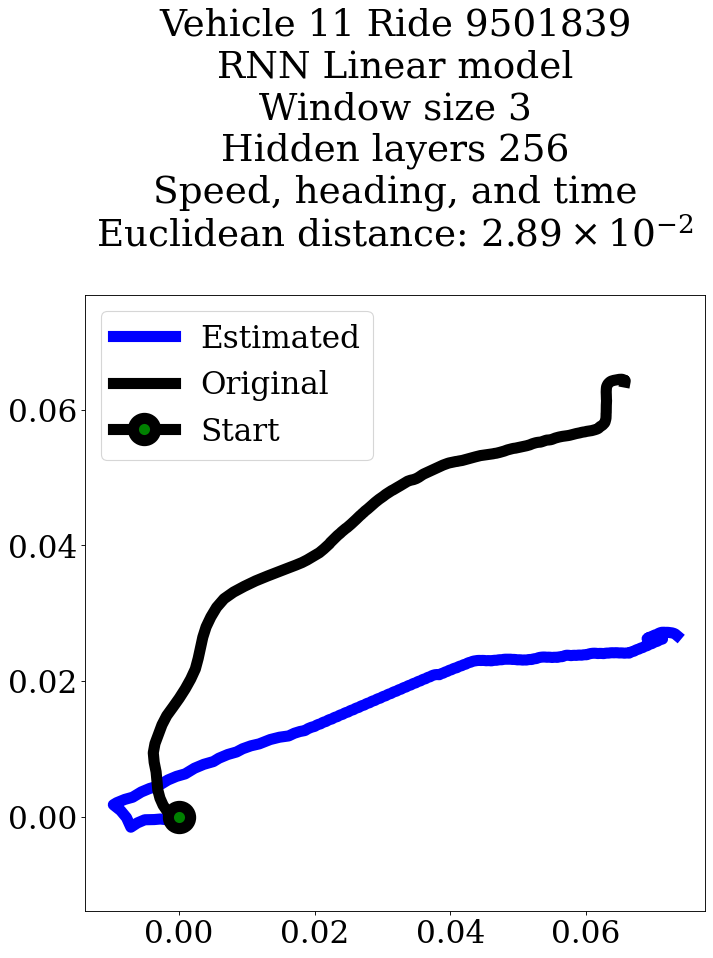 Vehicle 11 Ride 9501839
RNN Linear model
Window size 3
Hidden layers 256
Speed, heading, and time
Euclidean distance: 2.89 × 10⁻²
Estimated
Original
Start
0.06
0.04
0.02
0.00
0.00 0.02 0.04 0.06